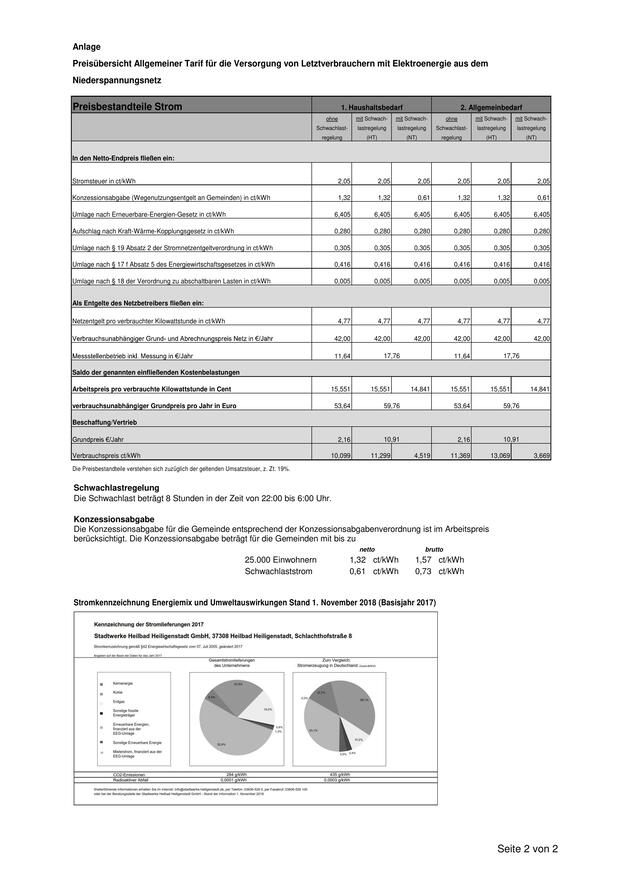 Anlage
Preisübersicht Allgemeiner Tarif für die Versorgung von Letztverbrauchern mit Elektroenergie aus dem
Niederspannungsnetz
Preisbestandteile Strom 1. Haushaltsbedarf 2. Allgemeinbedarf
ohne mit Schwach- mit Schwach- ohne mit Schwach- mit Schwach-
Schwachlast- lastregelung lastregelung Schwachlast- lastregelung lastregelung
regelung (HT) (NT) regelung (HT) (NT)
In den Netto-Endpreis fließen ein:
Stromsteuer in ct/kWh 2,05 2,05 2,05 2,05 2,05 2,05
Konzessionsabgabe (Wegenutzungsentgelt an Gemeinden) in ct/kWh 1,32 1,32 0,61 1,32 1,32 0,61
Umlage nach Erneuerbare-Energien-Gesetz in ct/kWh 6,405 6,405 6,405 6,405 6,405 6,405
Aufschlag nach Kraft-Wärme-Kopplungsgesetz in ct/kWh 0,280 0,280 0,280 0,280 0,280 0,280
Umlage nach § 19 Absatz 2 der Stromnetzentgeltverordnung in ct/kWh 0,305 0,305 0,305 0,305 0,305 0,305
Umlage nach § 17 f Absatz 5 des Energiewirtschaftsgesetzes in ct/kWh 0,416 0,416 0,416 0,416 0,416 0,416
Umlage nach § 18 der Verordnung zu abschaltbaren Lasten in ct/kWh 0,005 0,005 0,005 0,005 0,005 0,005
Als Entgelte des Netzbetreibers fließen ein:
Netzentgelt pro verbrauchter Kilowattstunde in ct/kWh 4,77 4,77 4,77 4,77 4,77 4,77
Verbrauchsunabhängiger Grund- und Abrechnungspreis Netz in €/Jahr 42,00 42,00 42,00 42,00 42,00 42,00
Messstellenbetrieb inkl. Messung in €/Jahr 11,64 17,76 11,64 17,76
Saldo der genannten einfließenden Kostenbelastungen
Arbeitspreis pro verbrauchte Kilowattstunde in Cent 15,551 15,551 14,841 15,551 15,551 14,841
verbrauchsunabhängiger Grundpreis pro Jahr in Euro 53,64 59,76 53,64 59,76
Beschaffung/Vertrieb
Grundpreis €/Jahr 2,16 10,91 2,16 10,91
Verbrauchspreis ct/kWh 10,099 11,299 4,519 11,369 13,069 3,669
Die Preisbestandteile verstehen sich zuzüglich der geltenden Umsatzsteuer, z. Zt. 19%.
Schwachlastregelung
Die Schwachlast beträgt 8 Stunden in der Zeit von 22:00 bis 6:00 Uhr.
Konzessionsabgabe
Die Konzessionsabgabe für die Gemeinde entsprechend der Konzessionsabgabenverordnung ist im Arbeitspreis
berücksichtigt. Die Konzessionsabgabe beträgt für die Gemeinden mit bis zu
netto brutto
25.000 Einwohnern 1,32 ct/kWh 1,57 ct/kWh
Schwachlaststrom 0,61 ct/kWh 0,73 ct/kWh
Stromkennzeichnung Energiemix und Umweltauswirkungen Stand 1. November 2018 (Basisjahr 2017)
Kennzeichnung der Stromlieferungen 2017
Stadtwerke Heilbad Heiligenstadt GmbH, 37308 Heilbad Heiligenstadt, Schlachthofstraße 8
Stromkennzeichnung gemäß §42 Energiewirtschaftsgesetz vom 07. Juli 2005, geändert 2017
Angaben auf der Basis der Daten für das Jahr 2017
Gesamtstromlieferungen Zum Vergleich:
des Unternehmens Stromerzeugung in Deutschland
Kernenergie
Kohle
Erdgas
Sonstige fossile
Energieträger
Erneuerbare Energien,
finanziert aus der
EEG-Umlage
Sonstige Erneuerbare Energie
Mieterstrom, finanziert aus der
EEG-Umlage
CO2-Emissionen 284 g/kWh 435 g/kWh
Radioaktiver Abfall 0,0001 g/kWh 0,0003 g/kWh
Seite 2 von 2